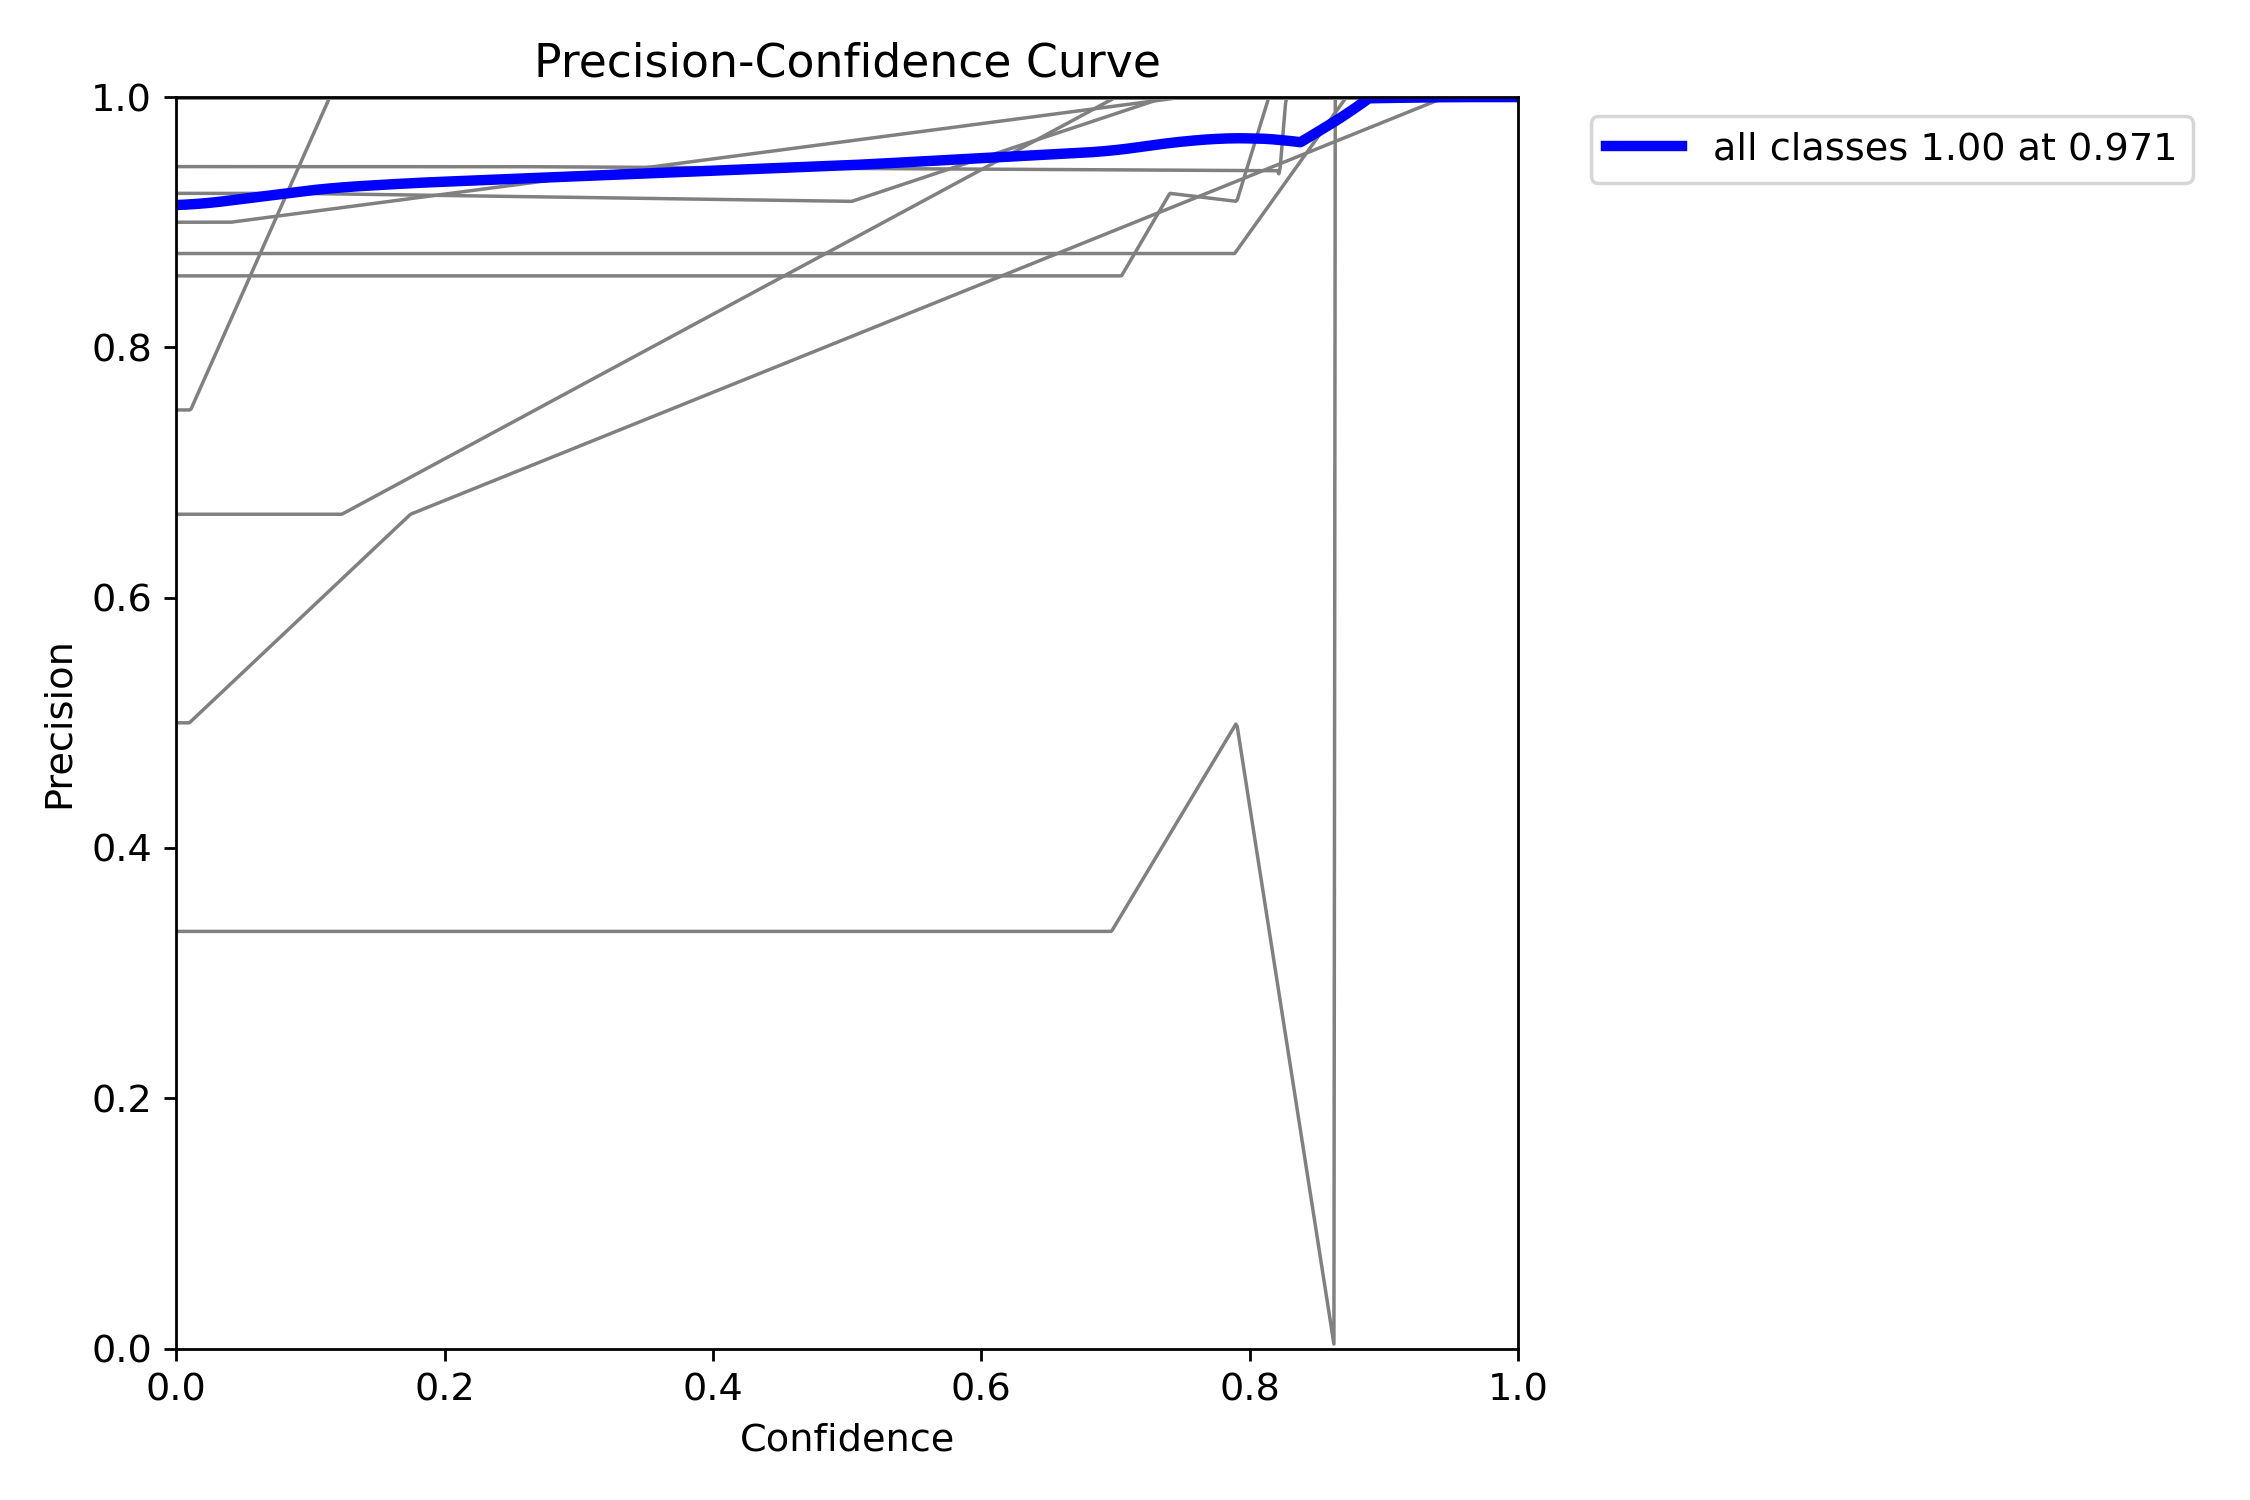 Precision-Confidence Curve
all classes 1.00 at 0.971
Precision
1.0
0.8
0.6
0.4
0.2
0.0
0.0 0.2 0.4 0.6 0.8 1.0
Confidence